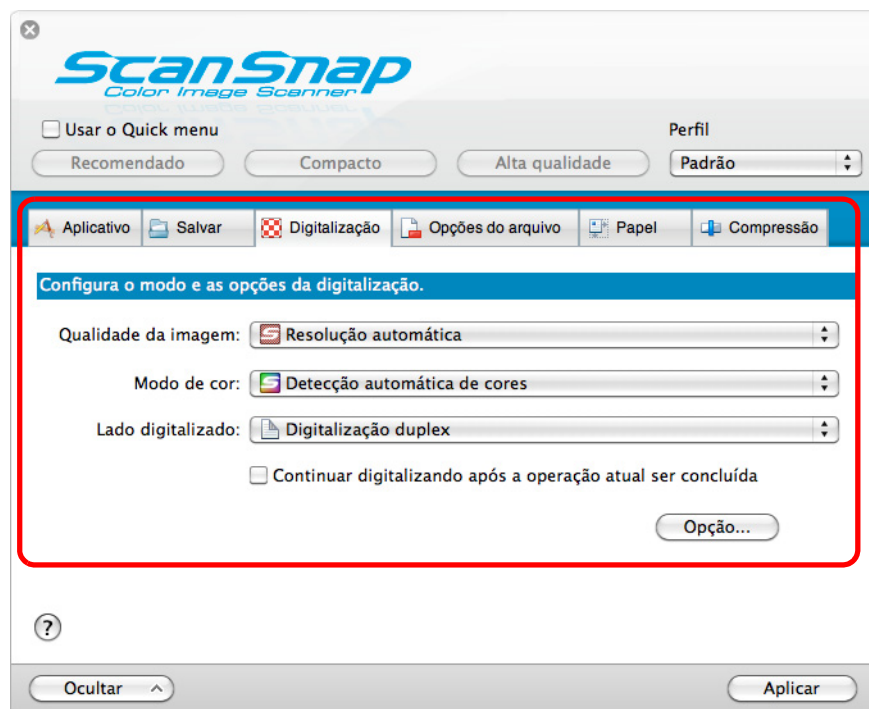 ScanSnap
Color Image Scanner
Usar o Quick menu
Perfil
Recomendado Compacto Alta qualidade Padrão
Aplicativo Salvar Digitalização Opções do arquivo Papel Compressão
Configura o modo e as opções da digitalização.
Qualidade da imagem: Resolução automática
Modo de cor: Detecção automática de cores
Lado digitalizado: Digitalização duplex
Continuar digitalizando após a operação atual ser concluída
Opção...
?
Ocultar Aplicar